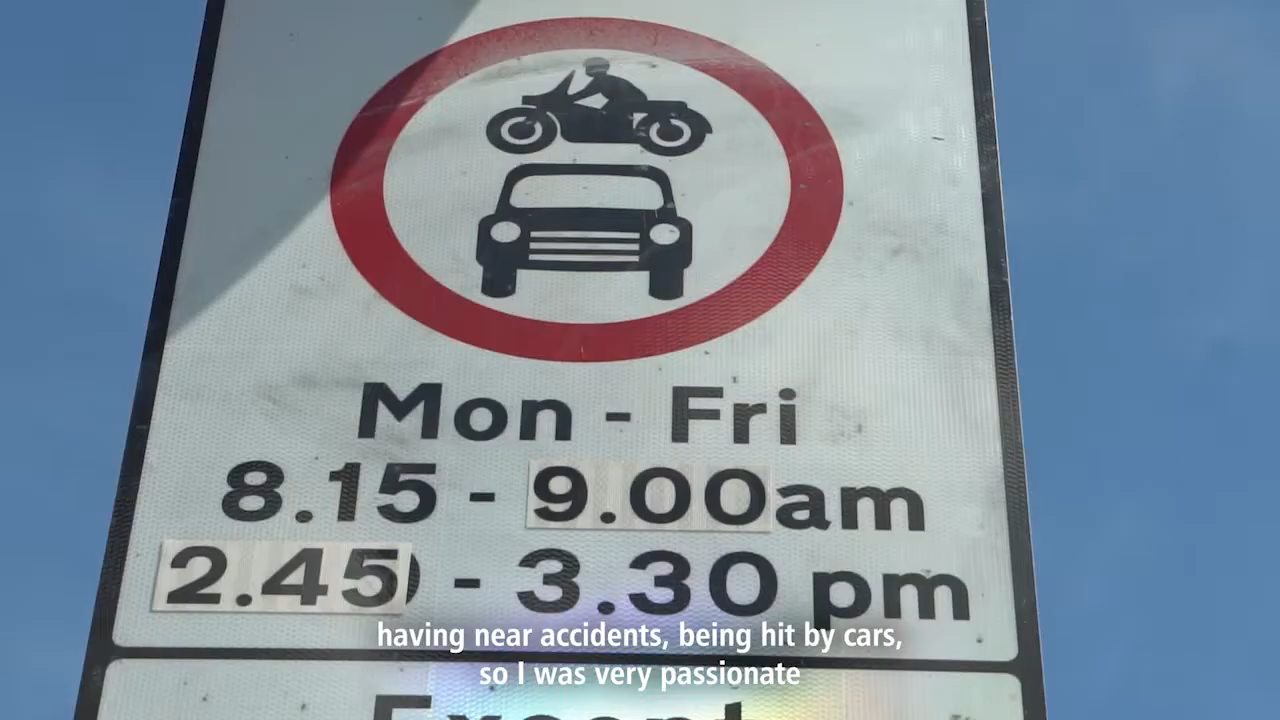 Mon - Fri
8.15 - 9.00am
2.45 - 3.30 pm
having near accidents, being hit by cars,
so I was very passionate
Except